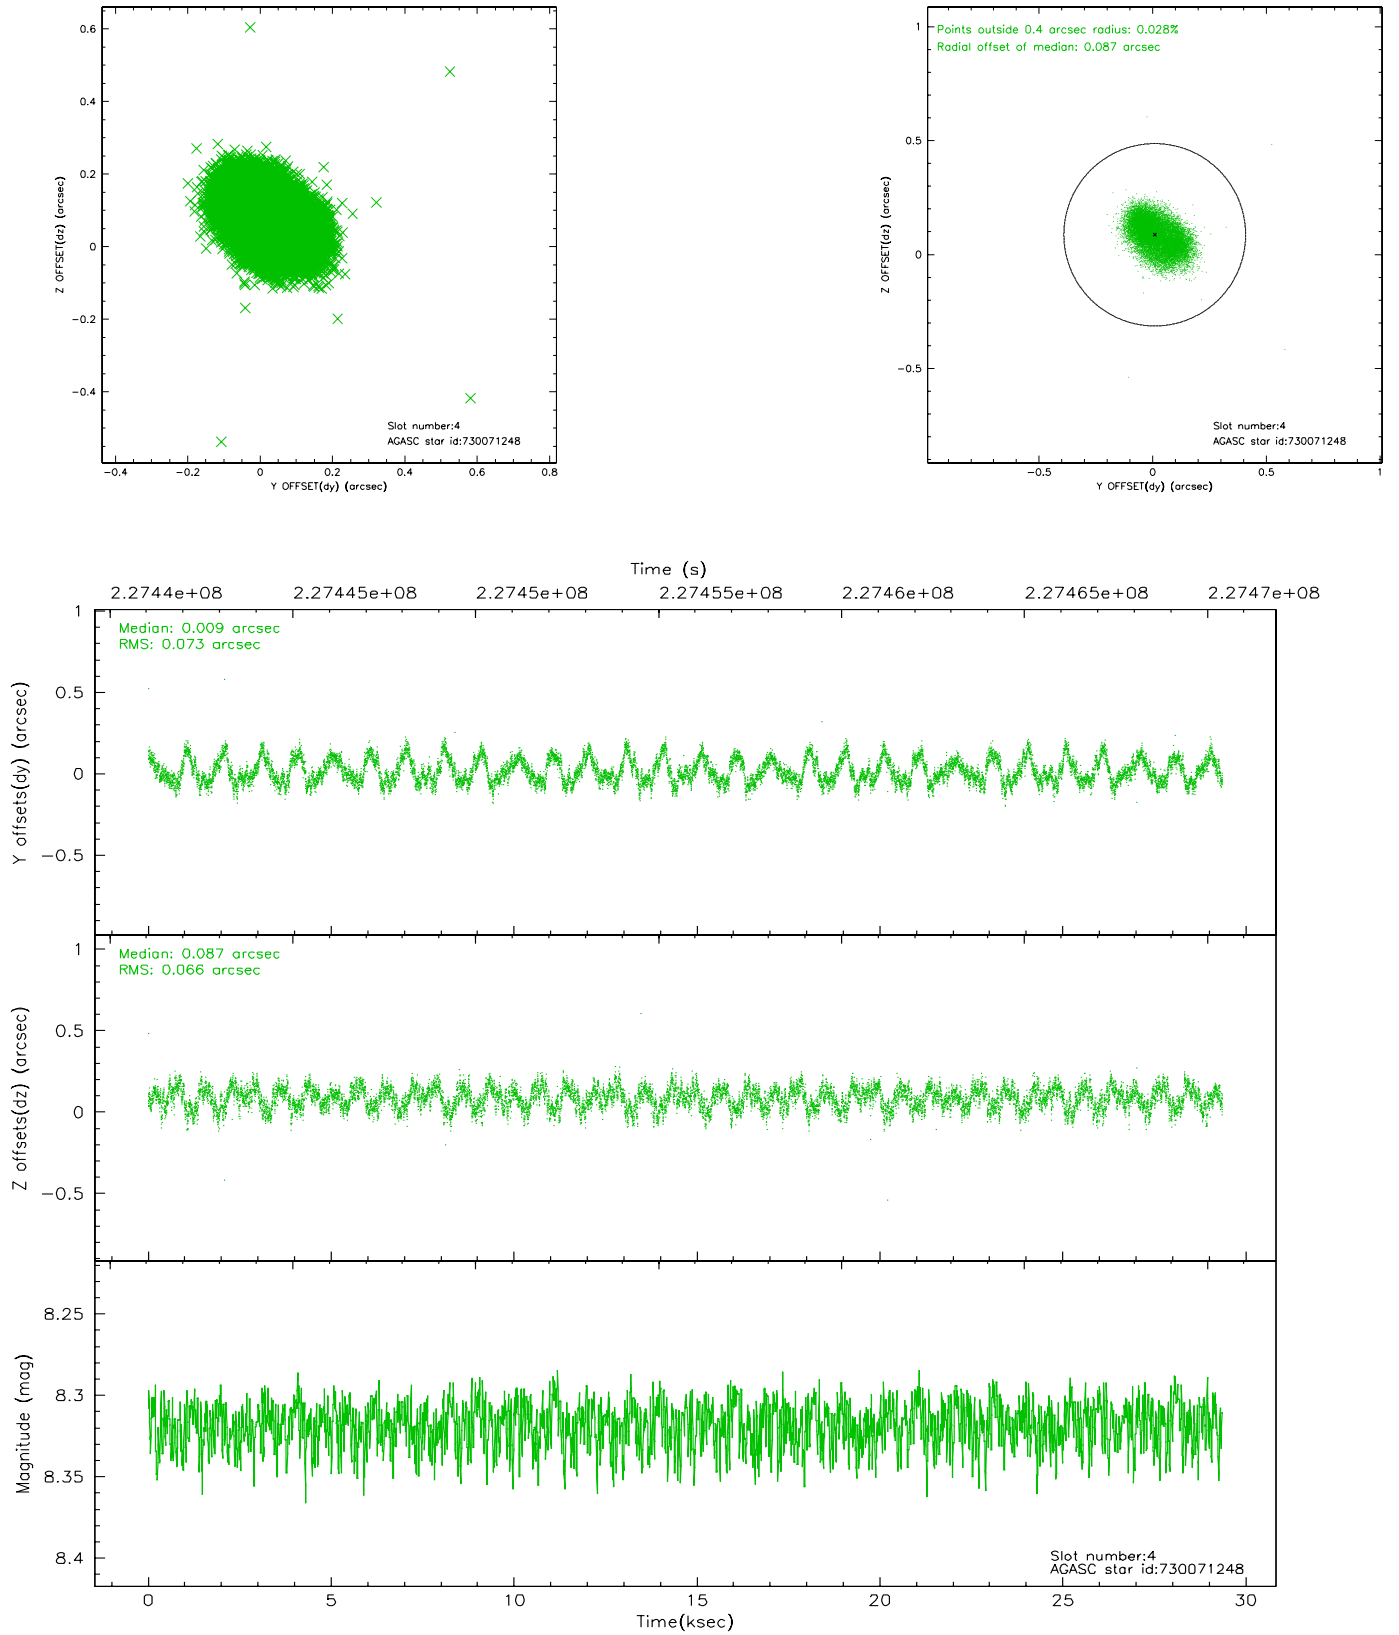 0.6
0.4
0.2
0
−0.2
−0.4
Z OFFSET(dz) (arcsec)
Slot number:4
AGASC star id:730071248
−0.4 −0.2 0 0.2 0.4 0.6 0.8
Y OFFSET(dy) (arcsec)
Points outside 0.4 arcsec radius: 0.028%
Radial offset of median: 0.087 arcsec
1
0.5
0
−0.5
Z OFFSET(dz) (arcsec)
Slot number:4
AGASC star id:730071248
−0.5 0 0.5 1
Y OFFSET(dy) (arcsec)
Time (s)
2.2744e+08 2.27445e+08 2.2745e+08 2.27455e+08 2.2746e+08 2.27465e+08 2.2747e+08
Median: 0.009 arcsec
RMS: 0.073 arcsec
1
0.5
0
−0.5
Y offsets(dy) (arcsec)
Median: 0.087 arcsec
RMS: 0.066 arcsec
1
0.5
0
−0.5
Z offsets(dz) (arcsec)
8.25
8.3
8.35
8.4
Magnitude (mag)
Slot number:4
AGASC star id:730071248
0 5 10 15 20 25 30
Time(ksec)